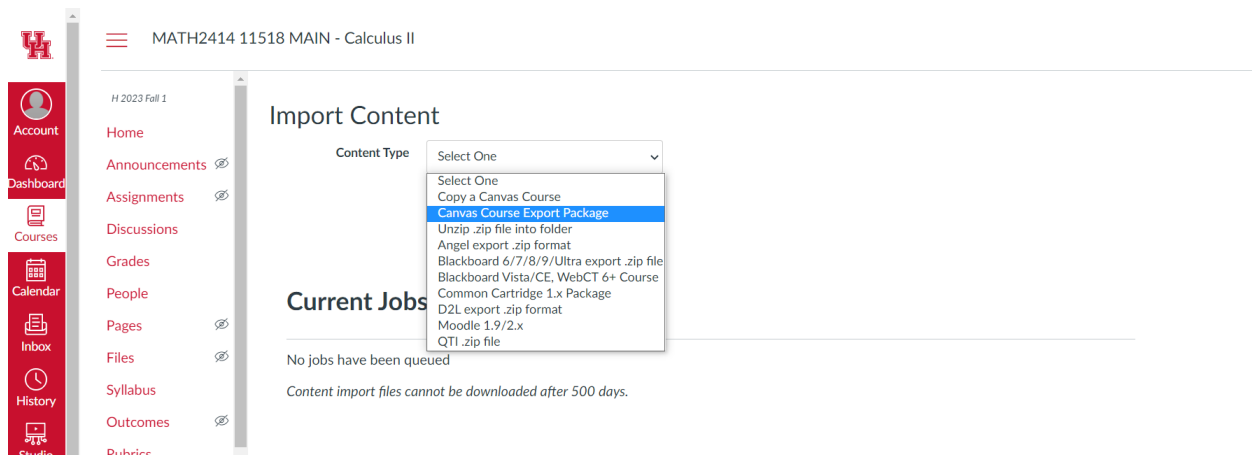 UH
MATH2414 11518 MAIN - Calculus II
Account
Dashboard
Courses
Calendar
Inbox
History
Studio
H 2023 Fall 1
Home
Announcements
Assignments
Discussions
Grades
People
Pages
Files
Syllabus
Outcomes
Rubrics
Import Content
Content Type
Select One
Select One
Copy a Canvas Course
Canvas Course Export Package
Unzip .zip file into folder
Angel export .zip format
Blackboard 6/7/8/9/Ultra export .zip file
Blackboard Vista/CE, WebCT 6+ Course
Common Cartridge 1.x Package
D2L export .zip format
Moodle 1.9/2.x
QTI .zip file
Current Jobs
No jobs have been queued
Content import files cannot be downloaded after 500 days.